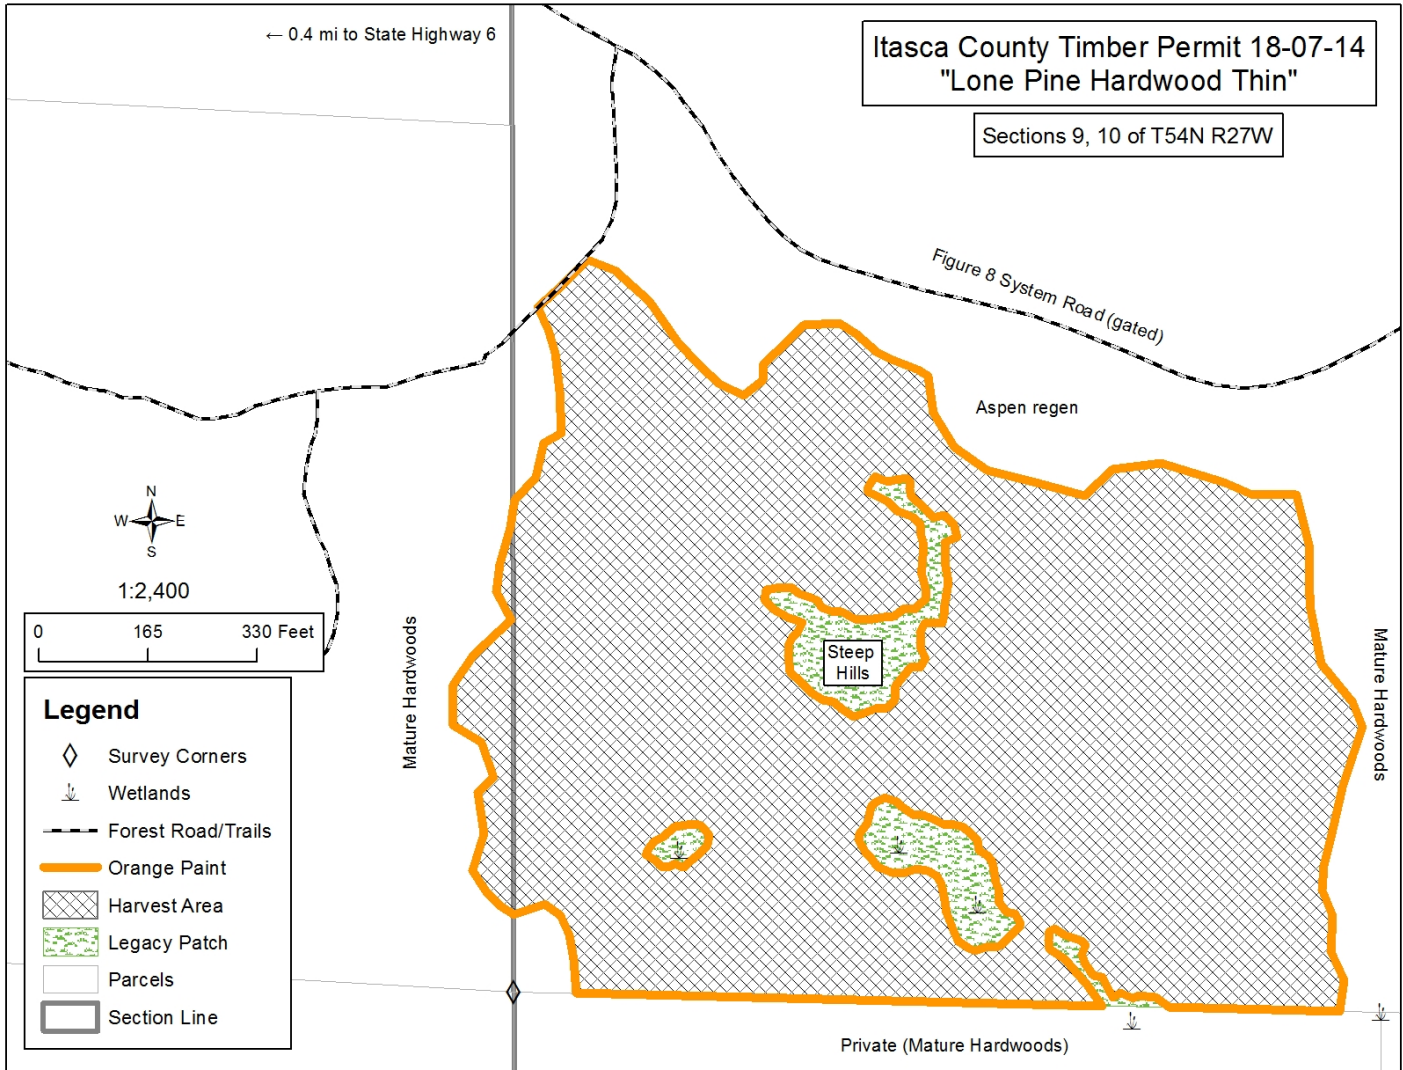 ← 0.4 mi to State Highway 6
Itasca County Timber Permit 18-07-14
"Lone Pine Hardwood Thin"
Sections 9, 10 of T54N R27W
Figure 8 System Road (gated)
Aspen regen
N
W E
S
1:2,400
0 165 330 Feet
Mature Hardwoods
Steep
Hills
Mature Hardwoods
Legend
Survey Corners
Wetlands
Forest Road/Trails
Orange Paint
Harvest Area
Legacy Patch
Parcels
Section Line
Private (Mature Hardwoods)